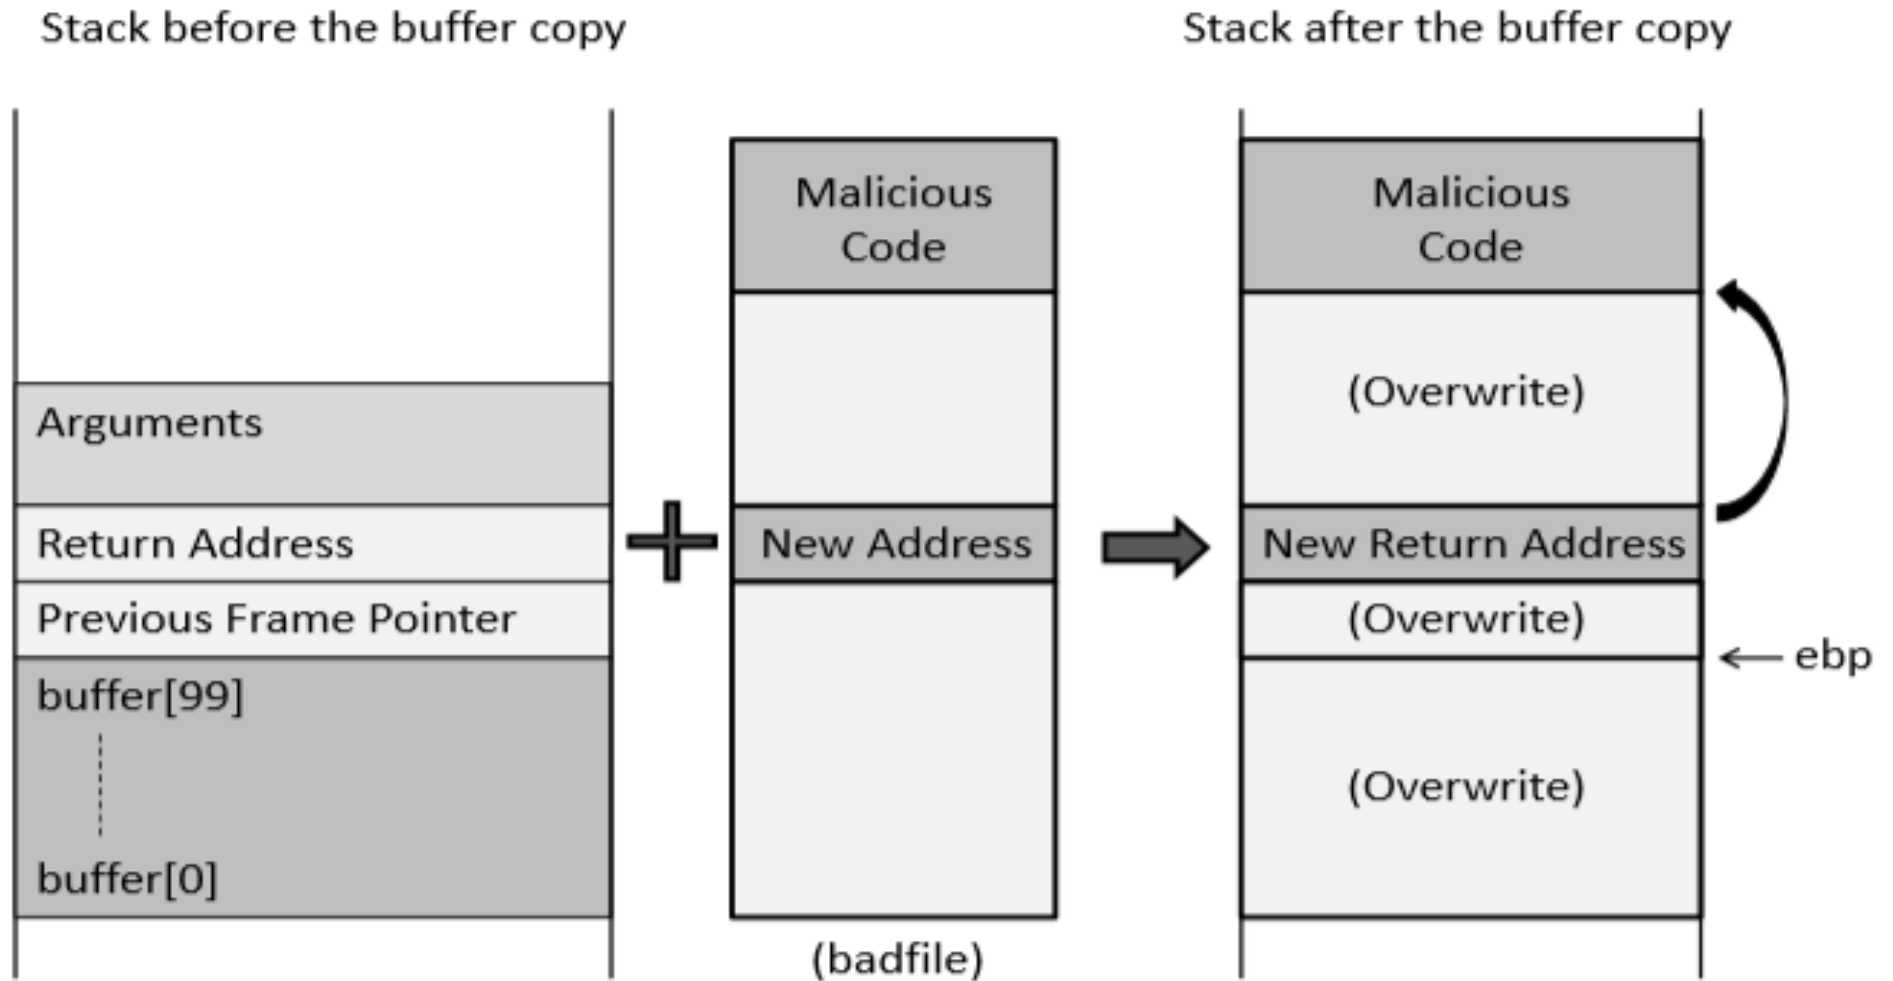 Stack before the buffer copy
Stack after the buffer copy
Arguments
Return Address
Previous Frame Pointer
buffer[99]
buffer[0]
Malicious
Code
New Address
(badfile)
Malicious
Code
(Overwrite)
New Return Address
(Overwrite)
ebp
(Overwrite)